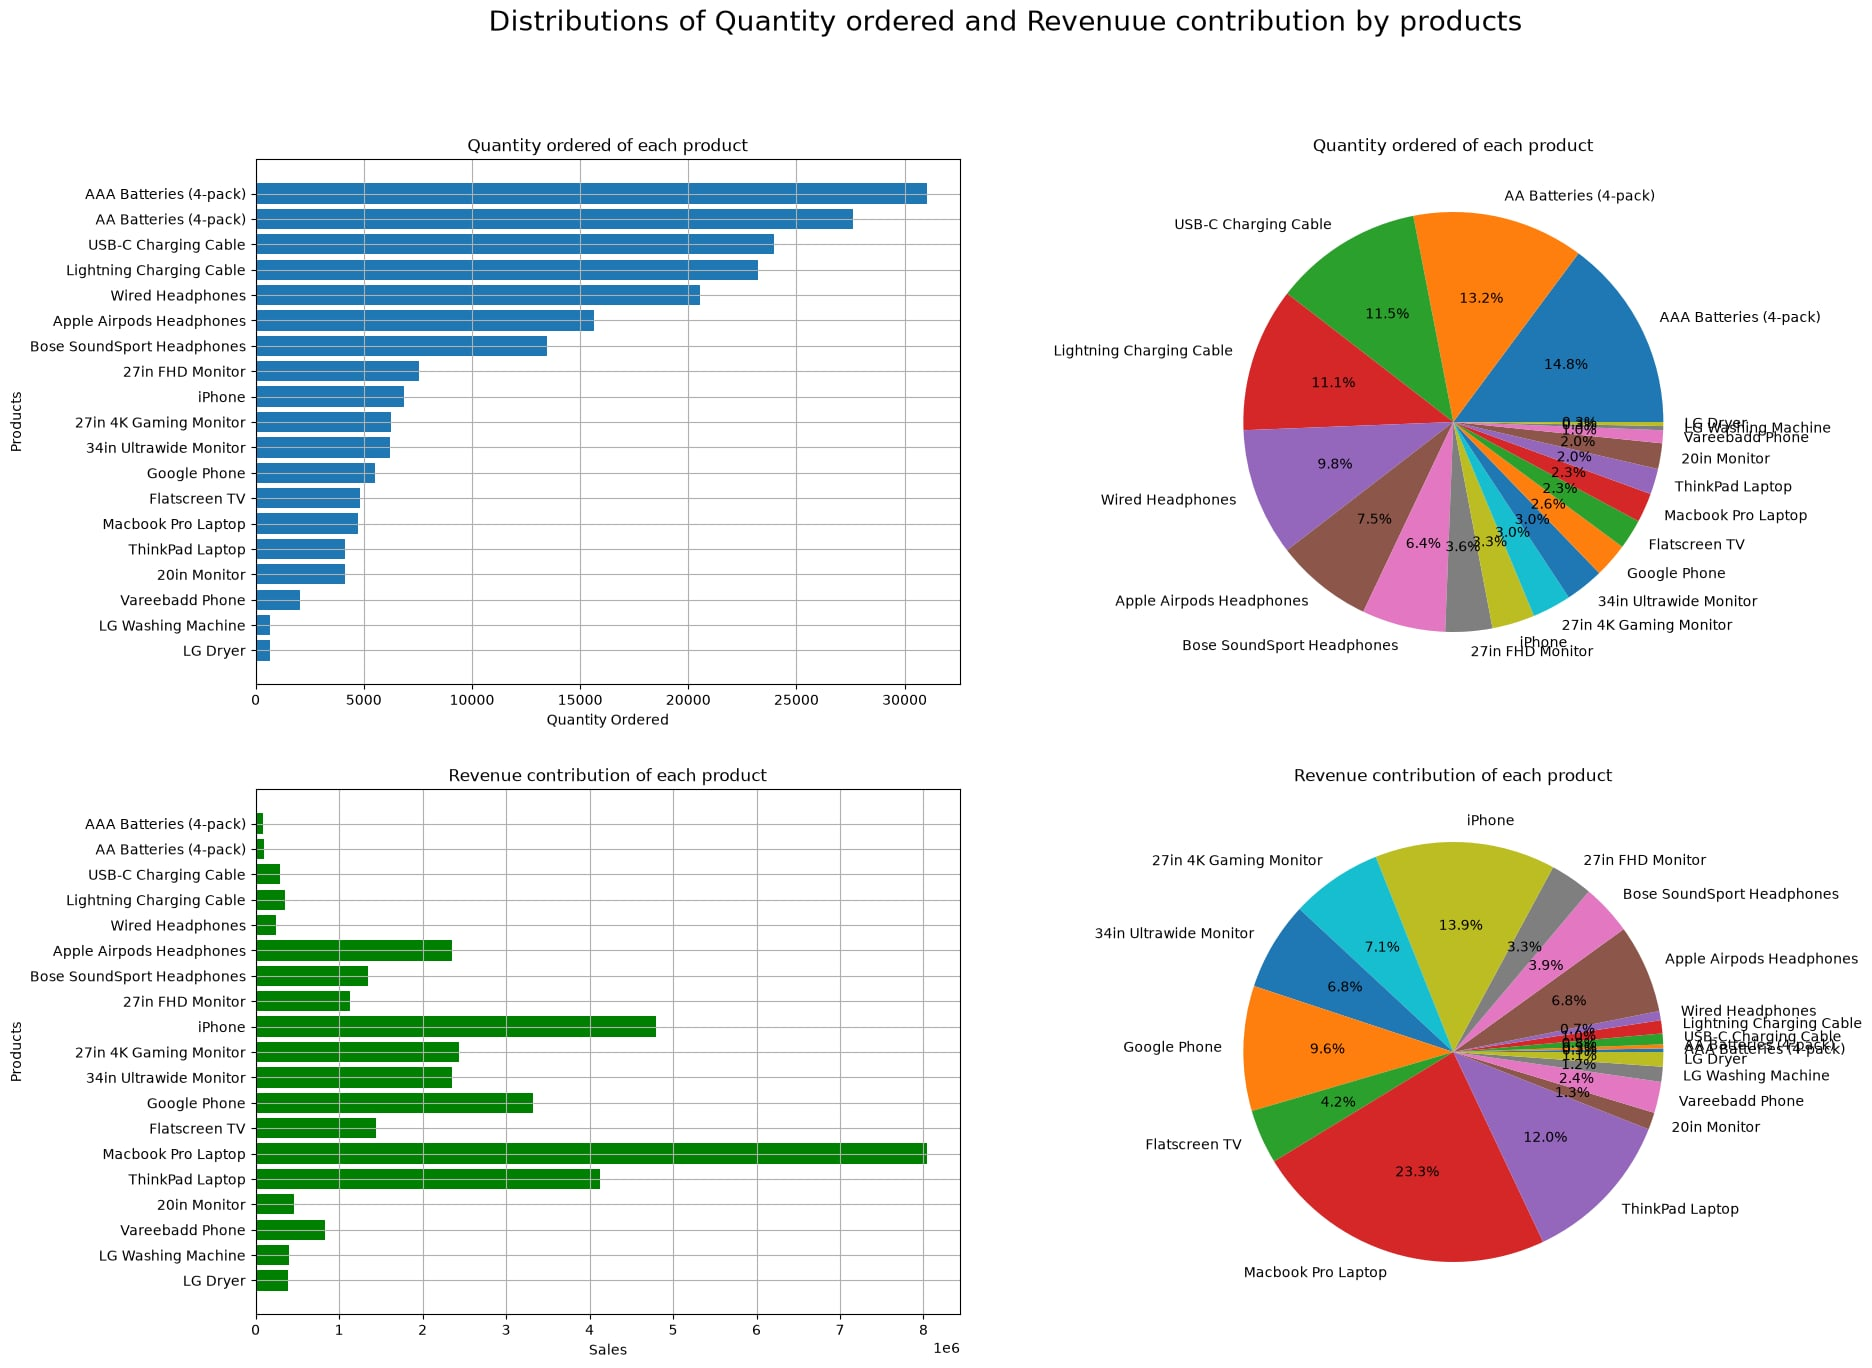 Distributions of Quantity ordered and Revenuue contribution by products
Quantity ordered of each product
Products
AAA Batteries (4-pack)
AA Batteries (4-pack)
USB-C Charging Cable
Lightning Charging Cable
Wired Headphones
Apple Airpods Headphones
Bose SoundSport Headphones
27in FHD Monitor
iPhone
27in 4K Gaming Monitor
34in Ultrawide Monitor
Google Phone
Flatscreen TV
Macbook Pro Laptop
ThinkPad Laptop
20in Monitor
Vareebadd Phone
LG Washing Machine
LG Dryer
0 5000 10000 15000 20000 25000 30000
Quantity Ordered
Quantity ordered of each product
AA Batteries (4-pack)
USB-C Charging Cable
13.2%
11.5%
AAA Batteries (4-pack)
Lightning Charging Cable
14.8%
11.1%
0.3%
LG Dryer
LG Washing Machine
1.0%
Vareebadd Phone
2.0%
20in Monitor
2.0%
9.8%
2.3%
ThinkPad Laptop
2.3%
Wired Headphones
2.6%
Macbook Pro Laptop
7.5%
3.0%
3.0%
6.4%
3.6%
3.3%
Flatscreen TV
Google Phone
Apple Airpods Headphones
34in Ultrawide Monitor
27in 4K Gaming Monitor
iPhone
Bose SoundSport Headphones
27in FHD Monitor
Revenue contribution of each product
Products
AAA Batteries (4-pack)
AA Batteries (4-pack)
USB-C Charging Cable
Lightning Charging Cable
Wired Headphones
Apple Airpods Headphones
Bose SoundSport Headphones
27in FHD Monitor
iPhone
27in 4K Gaming Monitor
34in Ultrawide Monitor
Google Phone
Flatscreen TV
Macbook Pro Laptop
ThinkPad Laptop
20in Monitor
Vareebadd Phone
LG Washing Machine
LG Dryer
0 1 2 3 4 5 6 7 8
1e6
Sales
Revenue contribution of each product
iPhone
27in 4K Gaming Monitor
27in FHD Monitor
Bose SoundSport Headphones
13.9%
34in Ultrawide Monitor
7.1%
3.3%
Apple Airpods Headphones
3.9%
6.8%
6.8%
Wired Headphones
Lightning Charging Cable
0.7%
1.0%
USB-C Charging Cable
AA Batteries (4-pack)
AAA Batteries (4-pack)
Google Phone
9.6%
1.1%
LG Dryer
1.2%
LG Washing Machine
2.4%
1.3%
Vareebadd Phone
4.2%
20in Monitor
12.0%
Flatscreen TV
23.3%
ThinkPad Laptop
Macbook Pro Laptop